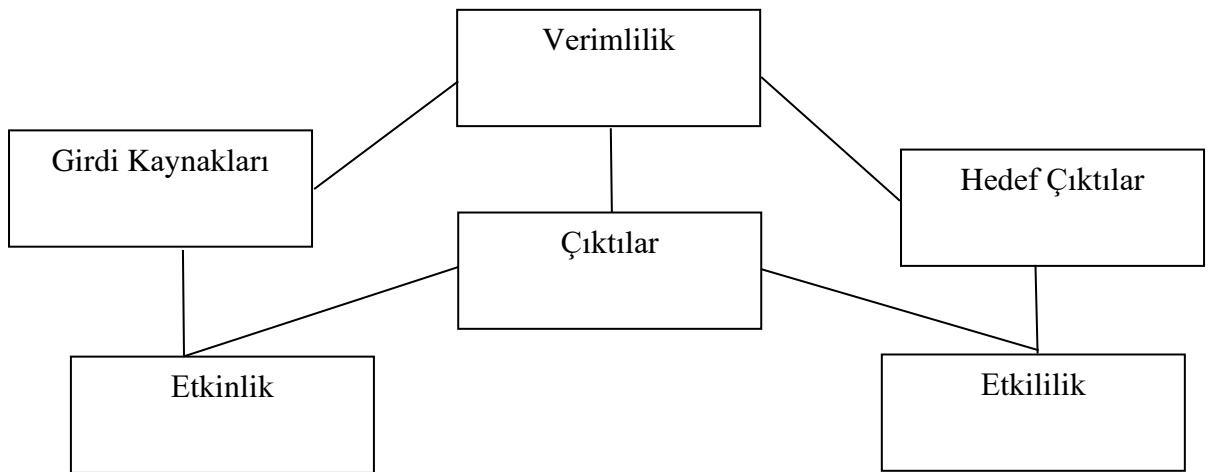 Verimlilik
Girdi Kaynakları
Hedef Çıktılar
Çıktılar
Etkinlik
Etkililik